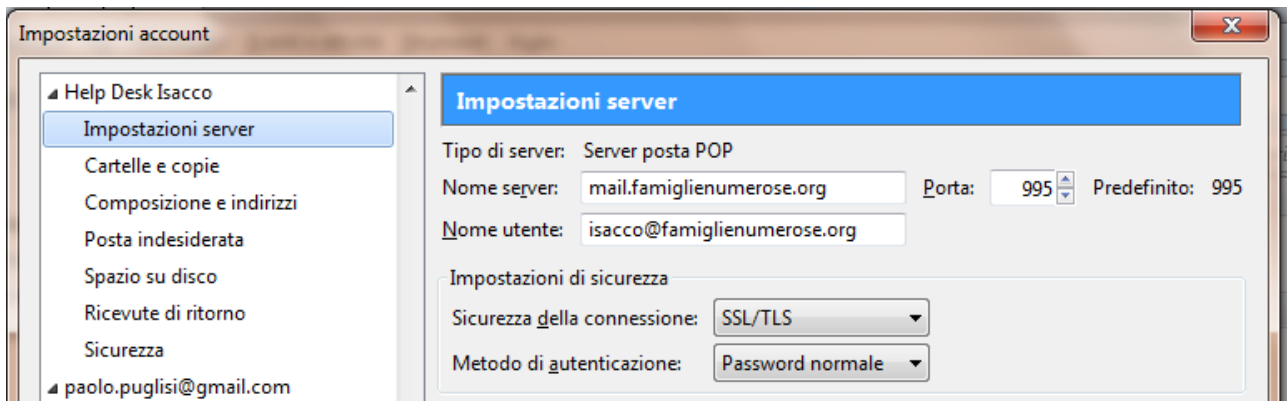 Impostazioni account
Help Desk Isacco
Impostazioni server
Cartelle e copie
Composizione e indirizzi
Posta indesiderata
Spazio su disco
Ricevute di ritorno
Sicurezza
paolo.puglisi@gmail.com
Impostazioni server
Tipo di server: Server posta POP
Nome server: mail.famiglienumerose.org Porta: 995 Predefinito: 995
Nome utente: isacco@famiglienumerose.org
Impostazioni di sicurezza
Sicurezza della connessione: SSL/TLS
Metodo di autenticazione: Password normale